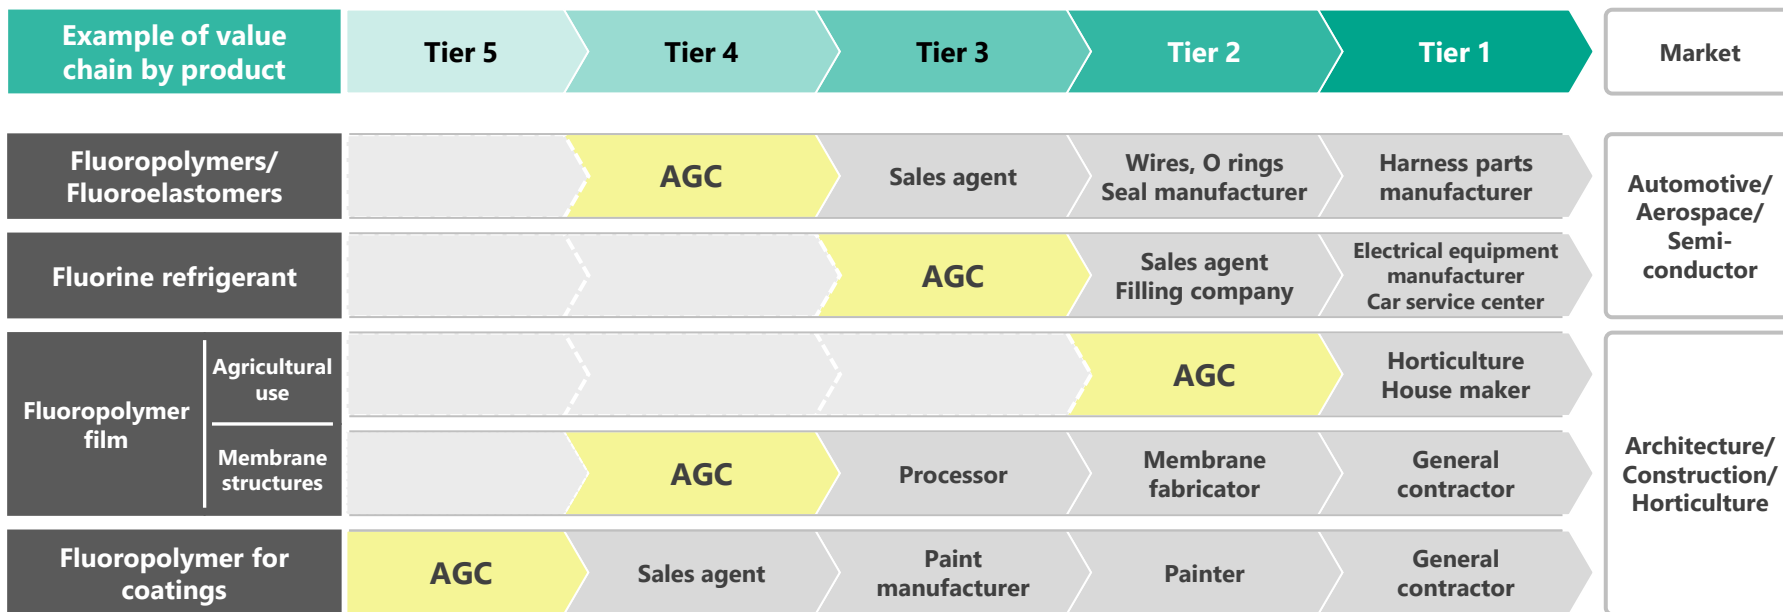 Example of value
chain by product
Tier 5
Tier 4
Tier 3
Tier 2
Tier 1
Market
Fluoropolymers/
Fluoroelastomers
AGC
Sales agent
Wires, O rings
Seal manufacturer
Harness parts
manufacturer
Automotive/
Aerospace/
Semi-
conductor
Fluorine refrigerant
AGC
Sales agent
Filling company
Electrical equipment
manufacturer
Car service center
Fluoropolymer
film
Agricultural
use
AGC
Horticulture
House maker
Membrane
structures
AGC
Processor
Membrane
fabricator
General
contractor
Architecture/
Construction/
Horticulture
Fluoropolymer for
coatings
AGC
Sales agent
Paint
manufacturer
Painter
General
contractor